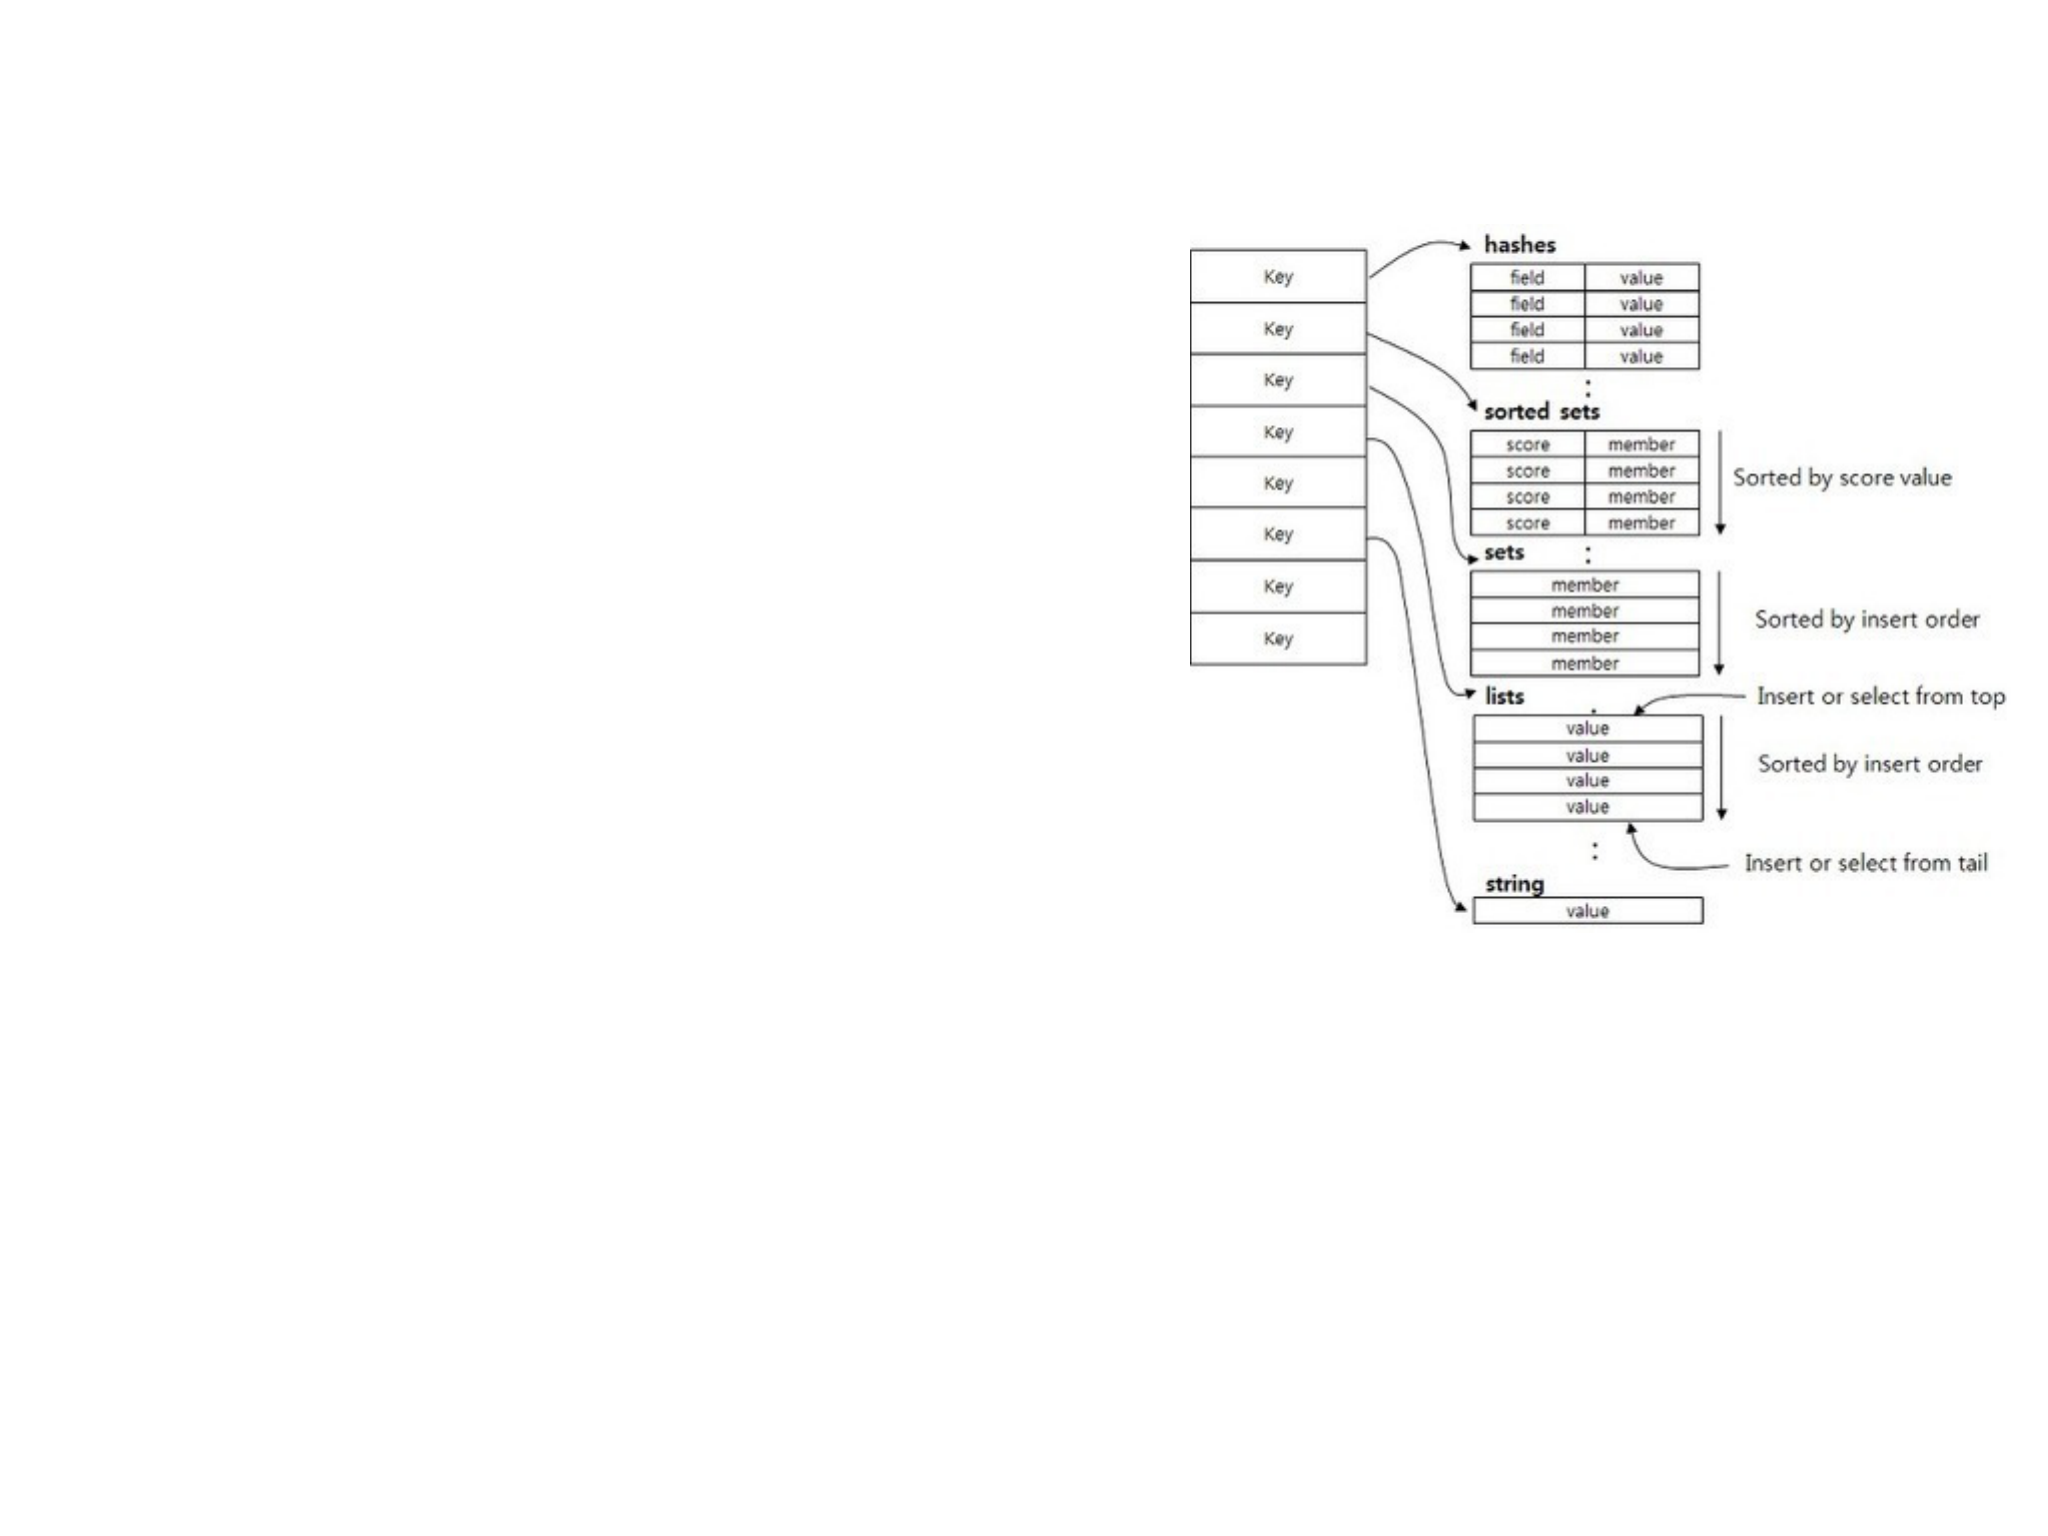 Key
Key
Key
Key
Key
Key
Key
Key
hashes
field value
field value
field value
field value
sorted sets
score member
score member
score member
score member
Sorted by score value
sets
member
member
member
member
Sorted by insert order
lists
Insert or select from top
value
value
value
value
Sorted by insert order
Insert or select from tail
string
value